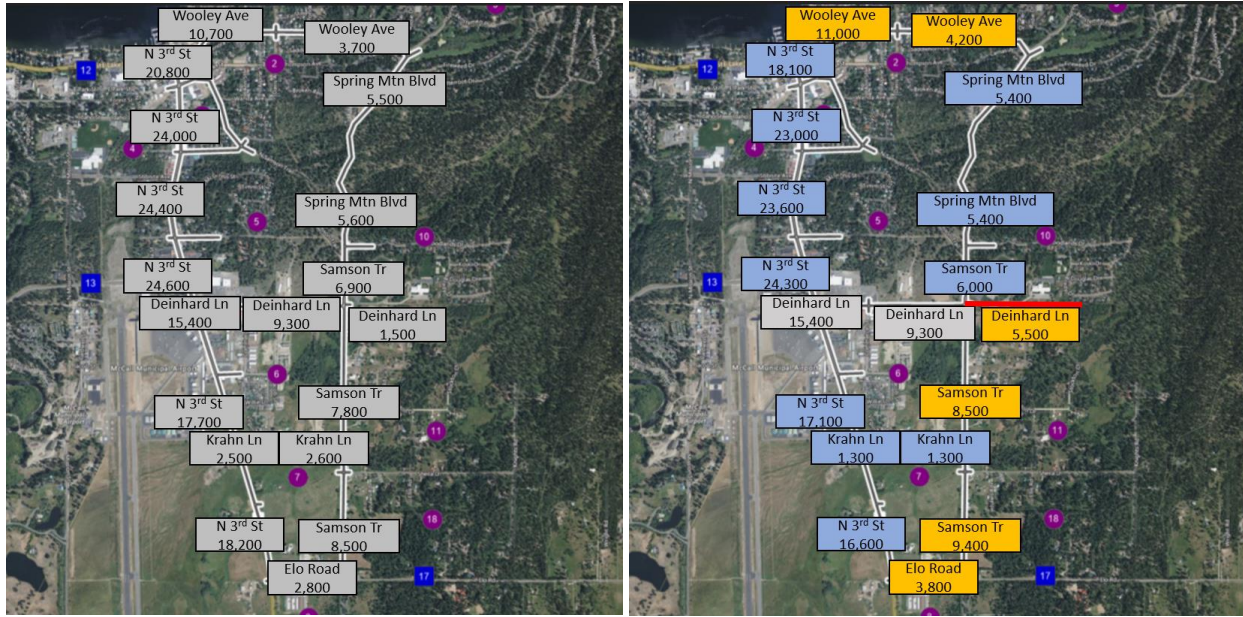 Wooley Ave
10,700
Wooley Ave
3,700
N 3rd St
20,800
12
2
Spring Mtn Blvd
5,500
N 3rd St
24,000
4
N 3rd St
24,400
Spring Mtn Blvd
5,600
5
10
N 3rd St
24,600
Samson Tr
6,900
13
Deinhard Ln
15,400
Deinhard Ln
9,300
Deinhard Ln
1,500
6
N 3rd St
17,700
Samson Tr
7,800
11
Krahn Ln
2,500
Krahn Ln
2,600
7
18
N 3rd St
18,200
Samson Tr
8,500
Elo Road
2,800
17
Wooley Ave
11,000
Wooley Ave
4,200
N 3rd St
18,100
12
2
Spring Mtn Blvd
5,400
N 3rd St
23,000
4
N 3rd St
23,600
Spring Mtn Blvd
5,400
5
10
N 3rd St
24,300
Samson Tr
6,000
13
Deinhard Ln
15,400
Deinhard Ln
9,300
Deinhard Ln
5,500
6
N 3rd St
17,100
Samson Tr
8,500
11
Krahn Ln
1,300
Krahn Ln
1,300
7
18
N 3rd St
16,600
Samson Tr
9,400
Elo Road
3,800
17